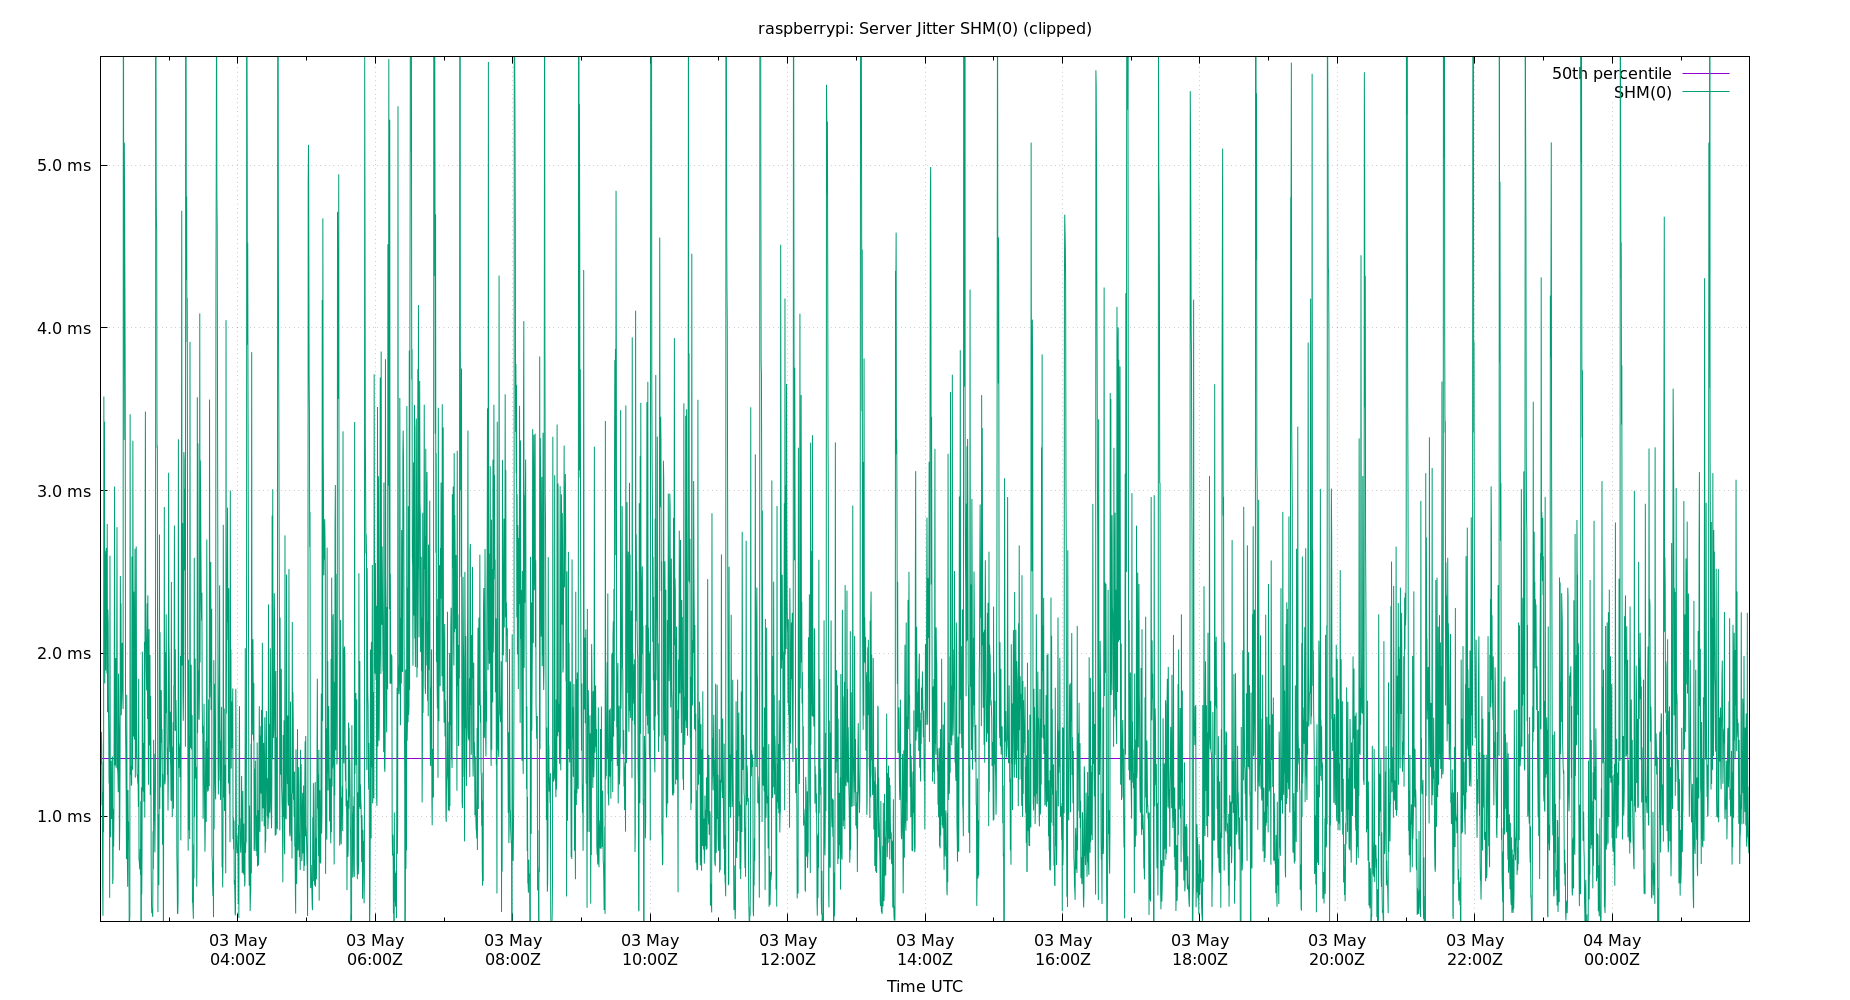 raspberrypi: Server Jitter SHM(0) (clipped)
50th percentile
SHM(0)
5.0 ms
4.0 ms
3.0 ms
2.0 ms
1.0 ms
03 May 03 May 03 May 03 May 03 May 03 May 03 May 03 May 03 May 03 May 04 May
04:00Z 06:00Z 08:00Z 10:00Z 12:00Z 14:00Z 16:00Z 18:00Z 20:00Z 22:00Z 00:00Z
Time UTC